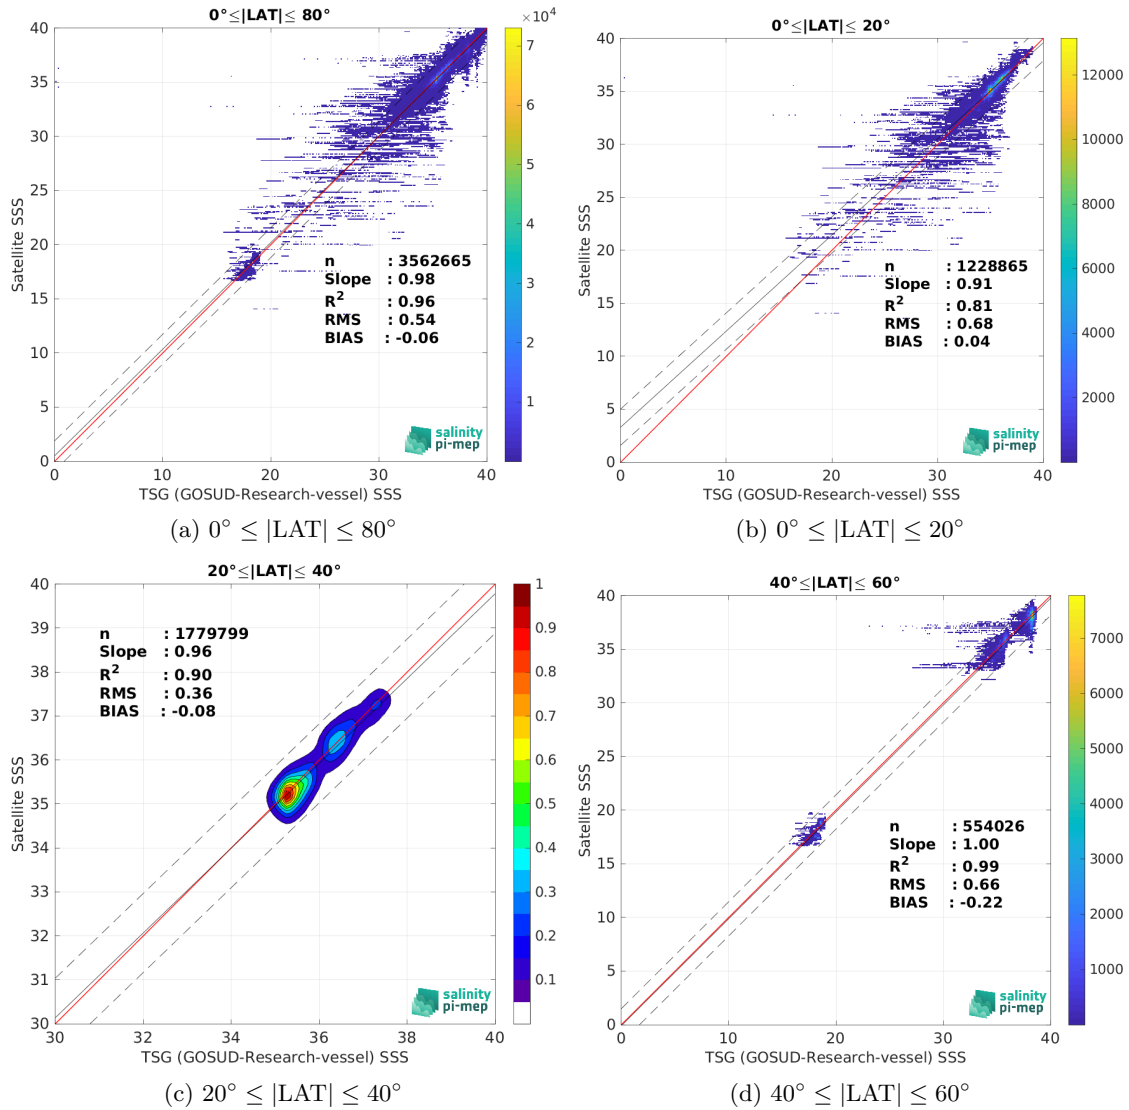 0°≤|LAT|≤ 80°
×10⁴
Satellite SSS
40
35
30
25
20
15
10
5
0
n : 3562665
Slope : 0.98
R² : 0.96
RMS : 0.54
BIAS : -0.06
salinity
pi-mep
0 10 20 30 40
TSG (GOSUD-Research-vessel) SSS
7
6
5
4
3
2
1
(a) 0° ≤ |LAT| ≤ 80°
0°≤|LAT|≤ 20°
Satellite SSS
40
35
30
25
20
15
10
5
0
n : 1228865
Slope : 0.91
R² : 0.81
RMS : 0.68
BIAS : 0.04
salinity
pi-mep
0 10 20 30 40
TSG (GOSUD-Research-vessel) SSS
12000
10000
8000
6000
4000
2000
(b) 0° ≤ |LAT| ≤ 20°
20°≤|LAT|≤ 40°
Satellite SSS
40
39
38
37
36
35
34
33
32
31
30
n : 1779799
Slope : 0.96
R² : 0.90
RMS : 0.36
BIAS : -0.08
salinity
pi-mep
30 32 34 36 38 40
TSG (GOSUD-Research-vessel) SSS
1
0.9
0.8
0.7
0.6
0.5
0.4
0.3
0.2
0.1
(c) 20° ≤ |LAT| ≤ 40°
40°≤|LAT|≤ 60°
Satellite SSS
40
35
30
25
20
15
10
5
0
n : 554026
Slope : 1.00
R² : 0.99
RMS : 0.66
BIAS : -0.22
salinity
pi-mep
0 10 20 30 40
TSG (GOSUD-Research-vessel) SSS
7000
6000
5000
4000
3000
2000
1000
(d) 40° ≤ |LAT| ≤ 60°